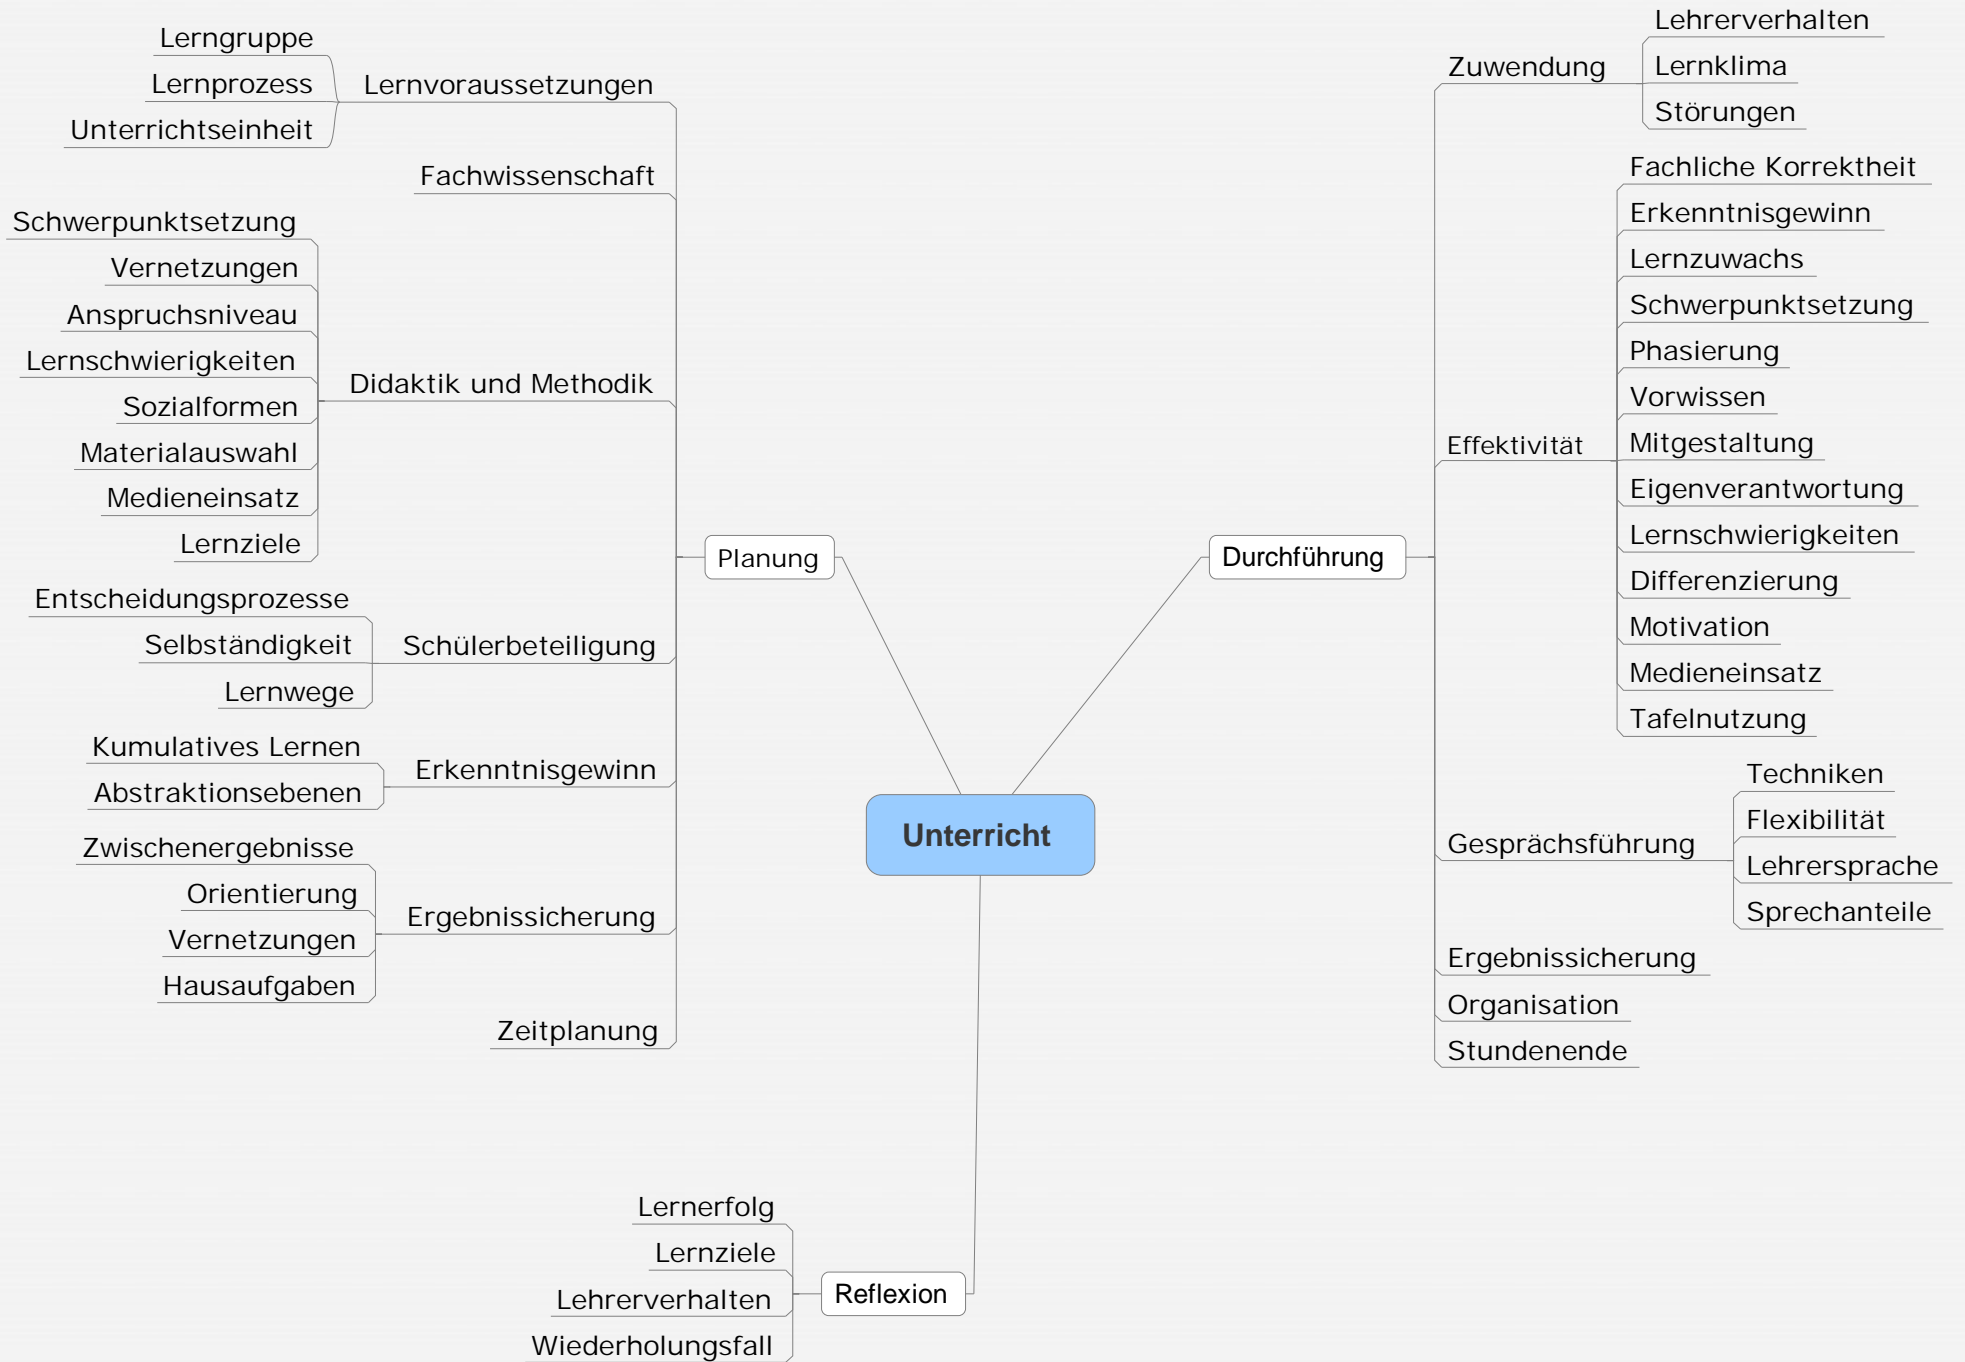 Unterricht
Planung
Lernvoraussetzungen
Lerngruppe
Lernprozess
Unterrichtseinheit
Fachwissenschaft
Didaktik und Methodik
Schwerpunktsetzung
Vernetzungen
Anspruchsniveau
Lernschwierigkeiten
Sozialformen
Materialauswahl
Medieneinsatz
Lernziele
Schülerbeteiligung
Entscheidungsprozesse
Selbständigkeit
Lernwege
Erkenntnisgewinn
Kumulatives Lernen
Abstraktionsebenen
Ergebnissicherung
Zwischenergebnisse
Orientierung
Vernetzungen
Hausaufgaben
Zeitplanung
Durchführung
Zuwendung
Lehrerverhalten
Lernklima
Störungen
Effektivität
Fachliche Korrektheit
Erkenntnisgewinn
Lernzuwachs
Schwerpunktsetzung
Phasierung
Vorwissen
Mitgestaltung
Eigenverantwortung
Lernschwierigkeiten
Differenzierung
Motivation
Medieneinsatz
Tafelnutzung
Gesprächsführung
Techniken
Flexibilität
Lehrersprache
Sprechanteile
Ergebnissicherung
Organisation
Stundenende
Reflexion
Lernerfolg
Lernziele
Lehrerverhalten
Wiederholungsfall